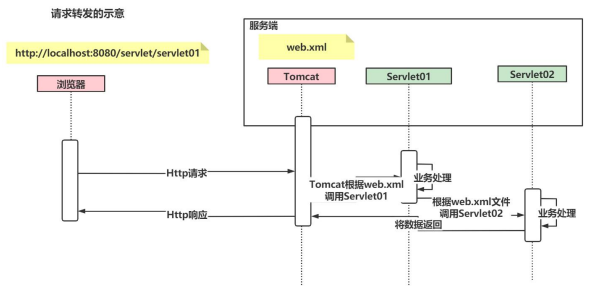 请求转发的示意
服务端
http://localhost:8080/servlet/servlet01
web.xml
浏览器
Tomcat
Servlet01
Servlet02
Http请求
Tomcat根据web.xml
调用Servlet01
业务处理
根据web.xml文件
调用Servlet02
业务处理
Http响应
将数据返回